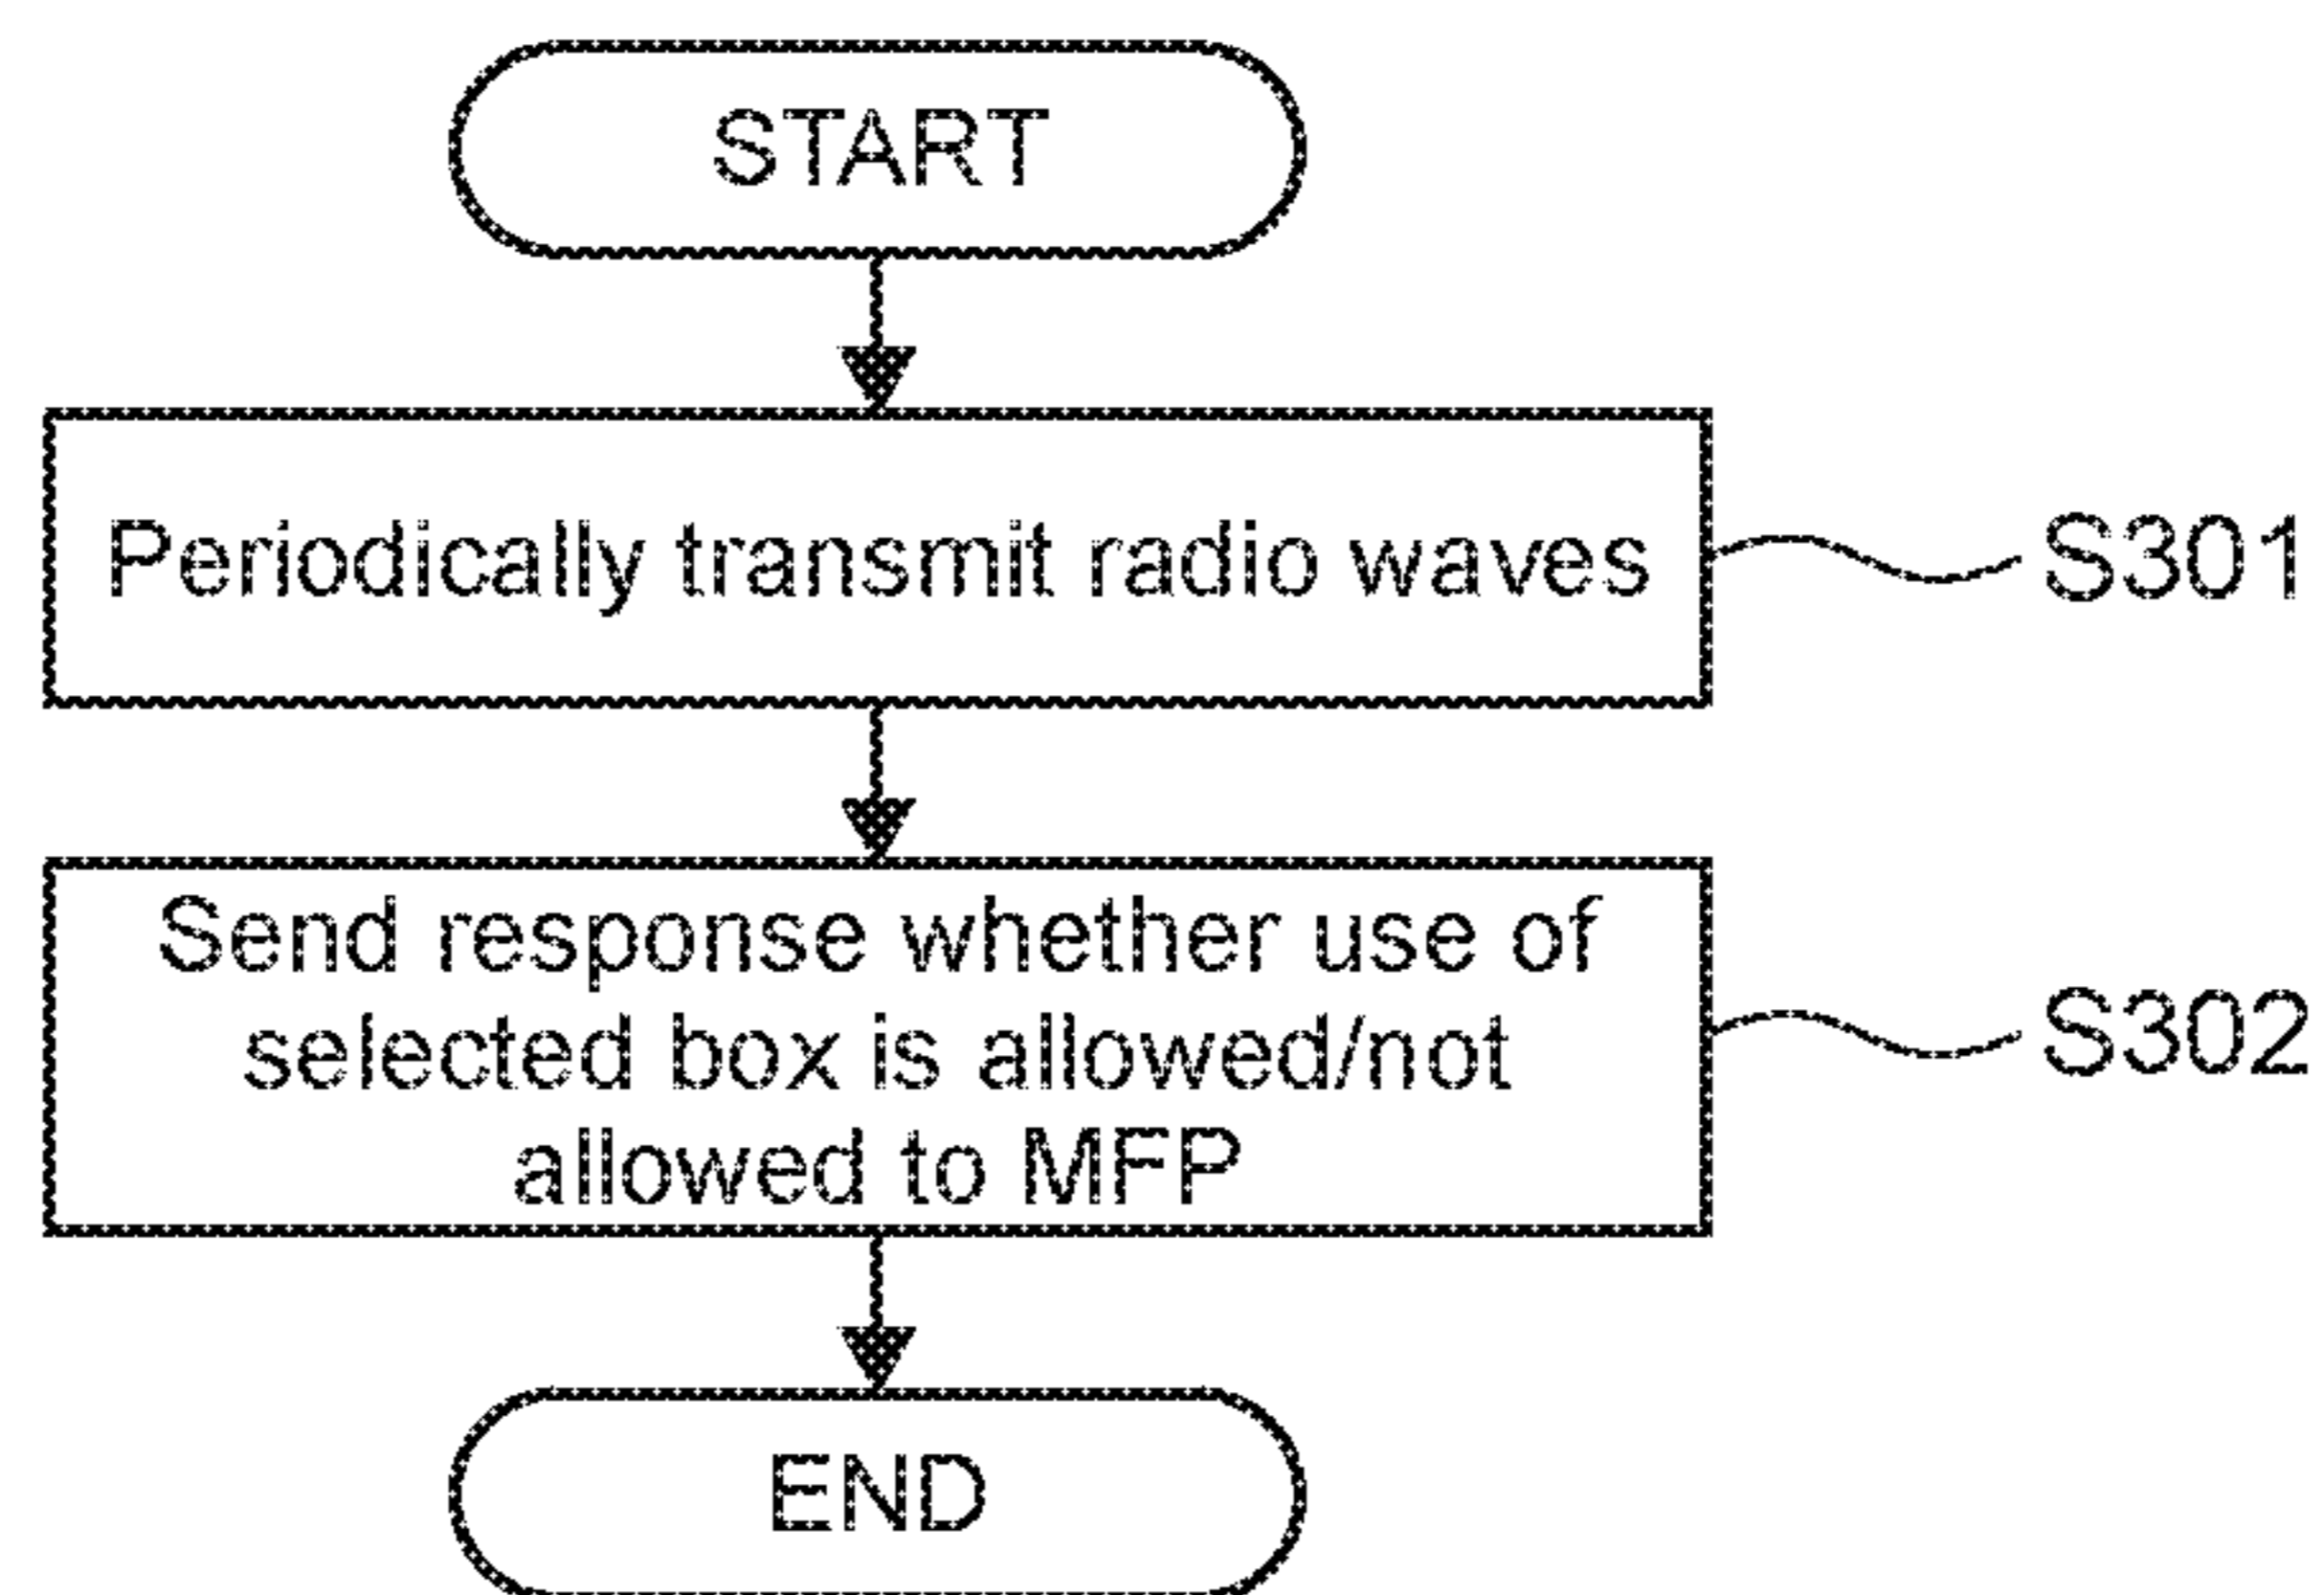 START
Periodically transmit radio waves
S301
Send response whether use of
selected box is allowed/not
allowed to MFP
S302
END